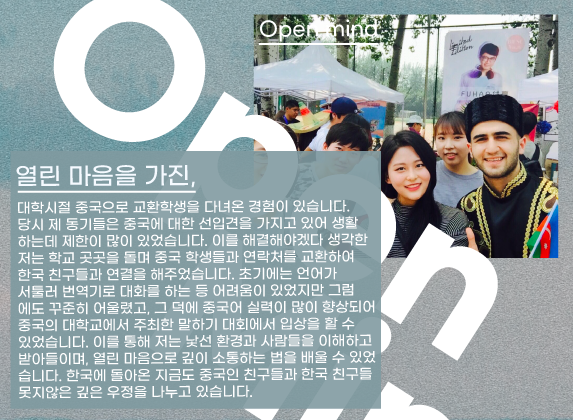 Open mind
Limited
Edition
Open
열린 마음을 가진,
대학시절 중국으로 교환학생을 다녀온 경험이 있습니다.
당시 제 동기들은 중국에 대한 선입견을 가지고 있어 생활
하는데 제한이 많이 있었습니다. 이를 해결해야겠다 생각한
저는 학교 곳곳을 돌며 중국 학생들과 연락처를 교환하여
한국 친구들과 연결을 해주었습니다. 초기에는 언어가
서툴러 번역기로 대화를 하는 등 어려움이 있었지만 그럼
에도 꾸준히 어울렸고, 그 덕에 중국어 실력이 많이 향상되어
중국의 대학교에서 주최한 말하기 대회에서 입상을 할 수
있었습니다. 이를 통해 저는 낯선 환경과 사람들을 이해하고
받아들이며, 열린 마음으로 깊이 소통하는 법을 배울 수 있었
습니다. 한국에 돌아온 지금도 중국인 친구들과 한국 친구들
못지않은 깊은 우정을 나누고 있습니다.